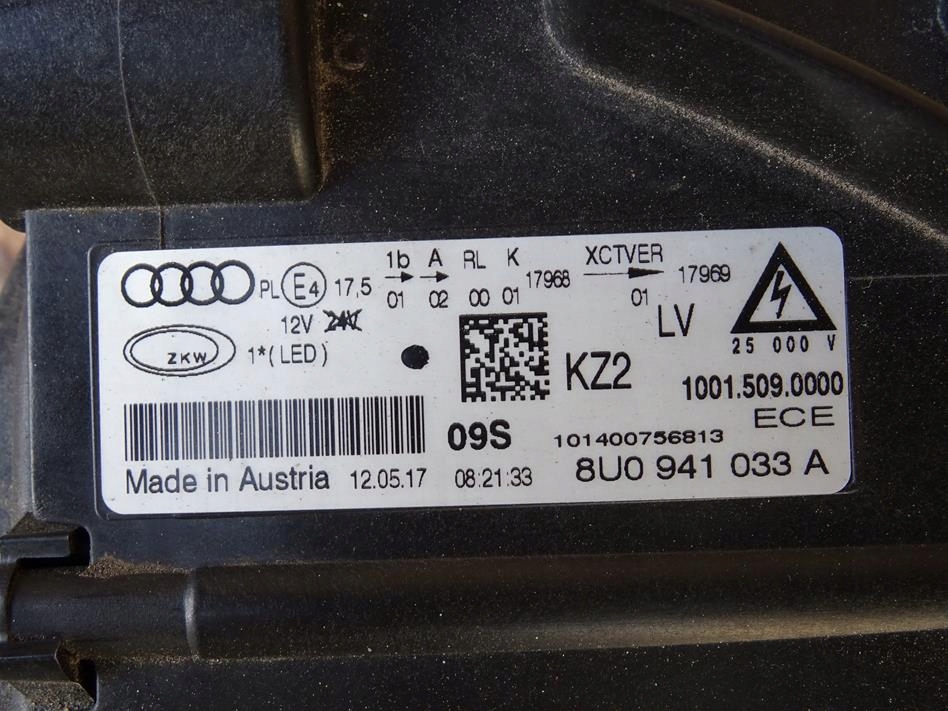 PL E4 17,5 1b A RL K 17968 XCTVER 17969
01 02 00 01 01
12V 24V LV
ZKW 1*(LED) 25 000 V
KZ2 1001.509.0000
ECE
09S 101400756813
Made in Austria 12.05.17 08:21:33 8U0 941 033 A